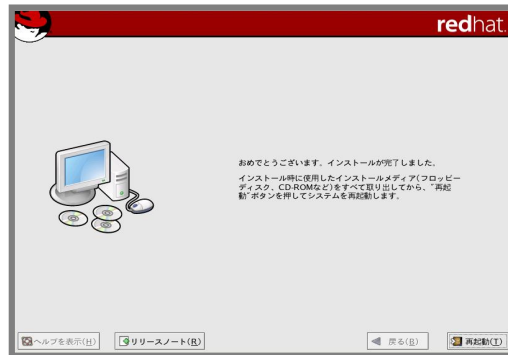 redhat.
おめでとうございます。インストールが完了しました。
インストール時に使用したインストールメディア(フロッピー
ディスク、CD-ROMなど)をすべて取り出してから、"再起
動"ボタンを押してシステムを再起動します。
ヘルプを表示(H)
リリースノート(R)
戻る(B)
再起動(T)